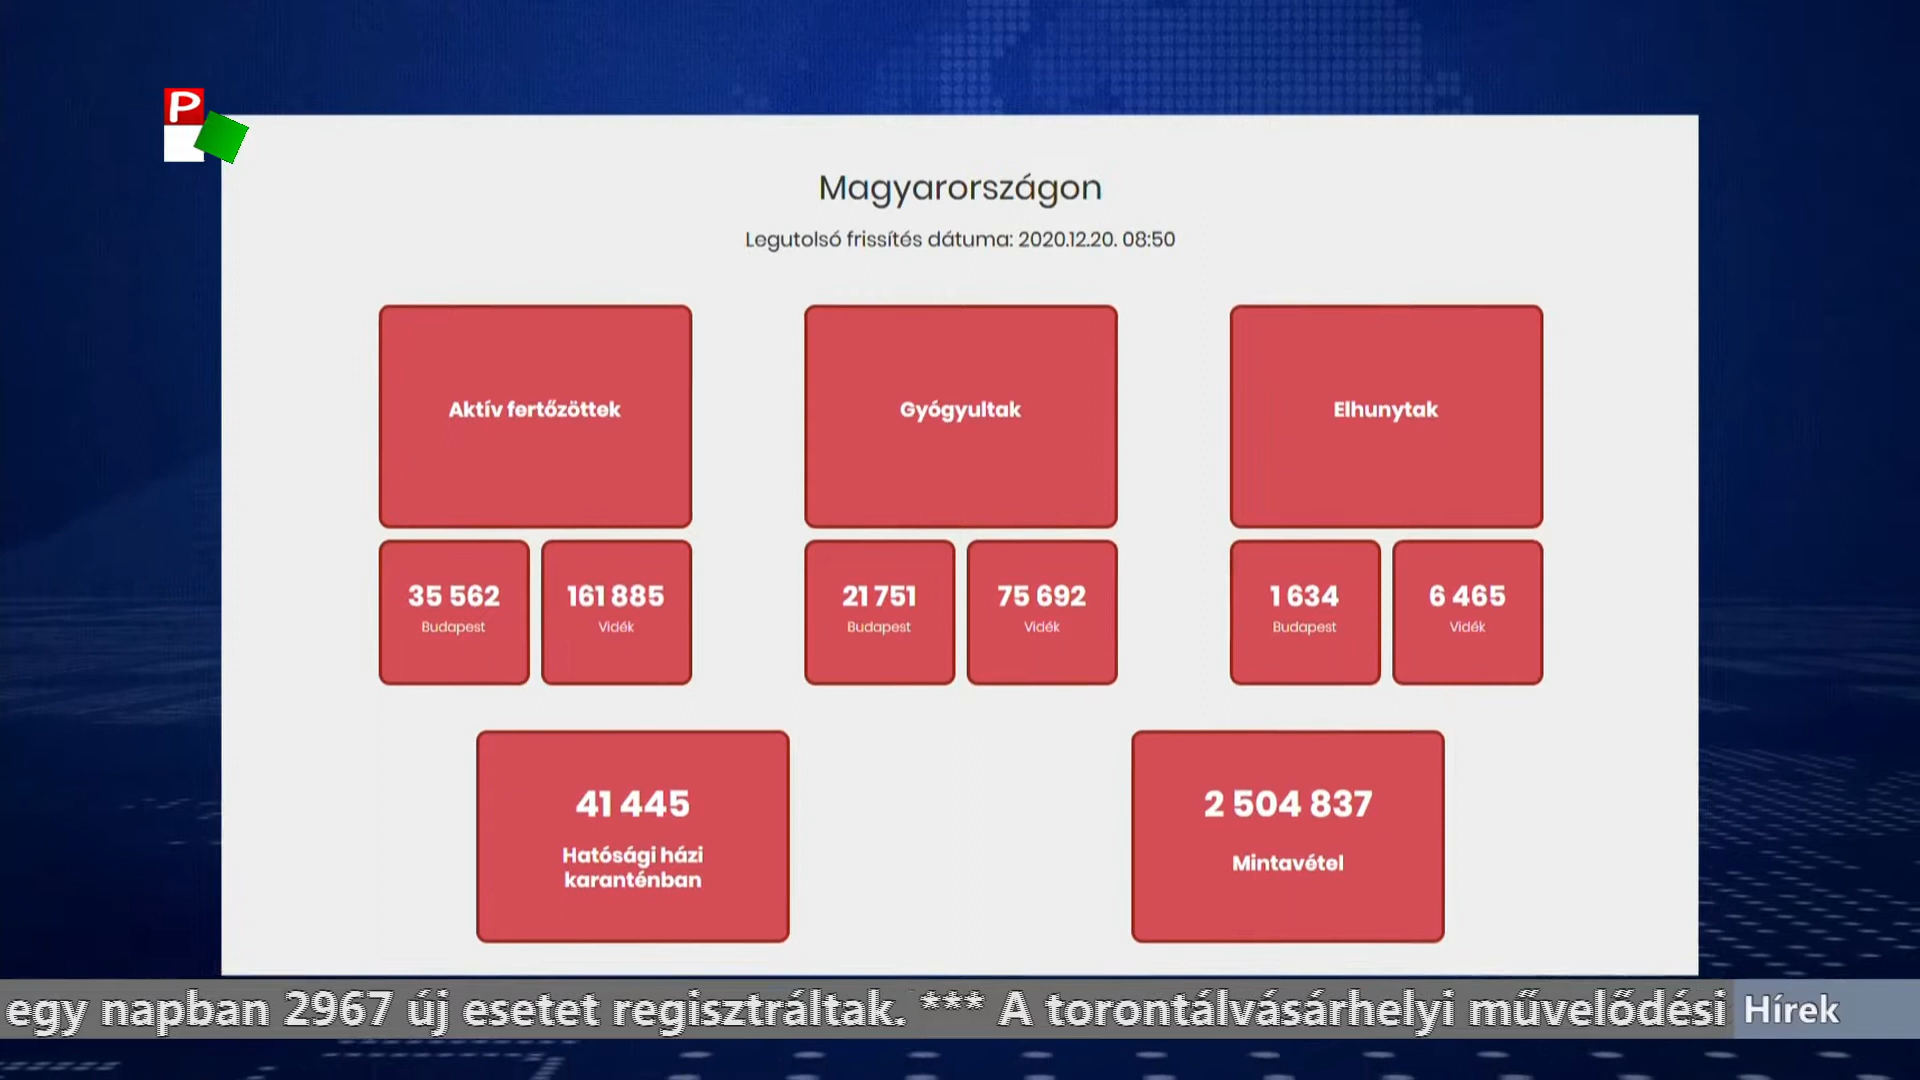 P
Magyarországon
Legutolsó frissítés dátuma: 2020.12.20. 08:50
Aktív fertőzöttek
Gyógyultak
Elhunytak
35 562
Budapest
161 885
Vidék
21 751
Budapest
75 692
Vidék
1 634
Budapest
6 465
Vidék
41 445
Hatósági házi
karanténban
2 504 837
Mintavétel
egy napban 2967 új esetet regisztráltak. *** A torontálvásárhelyi művelődési
Hírek